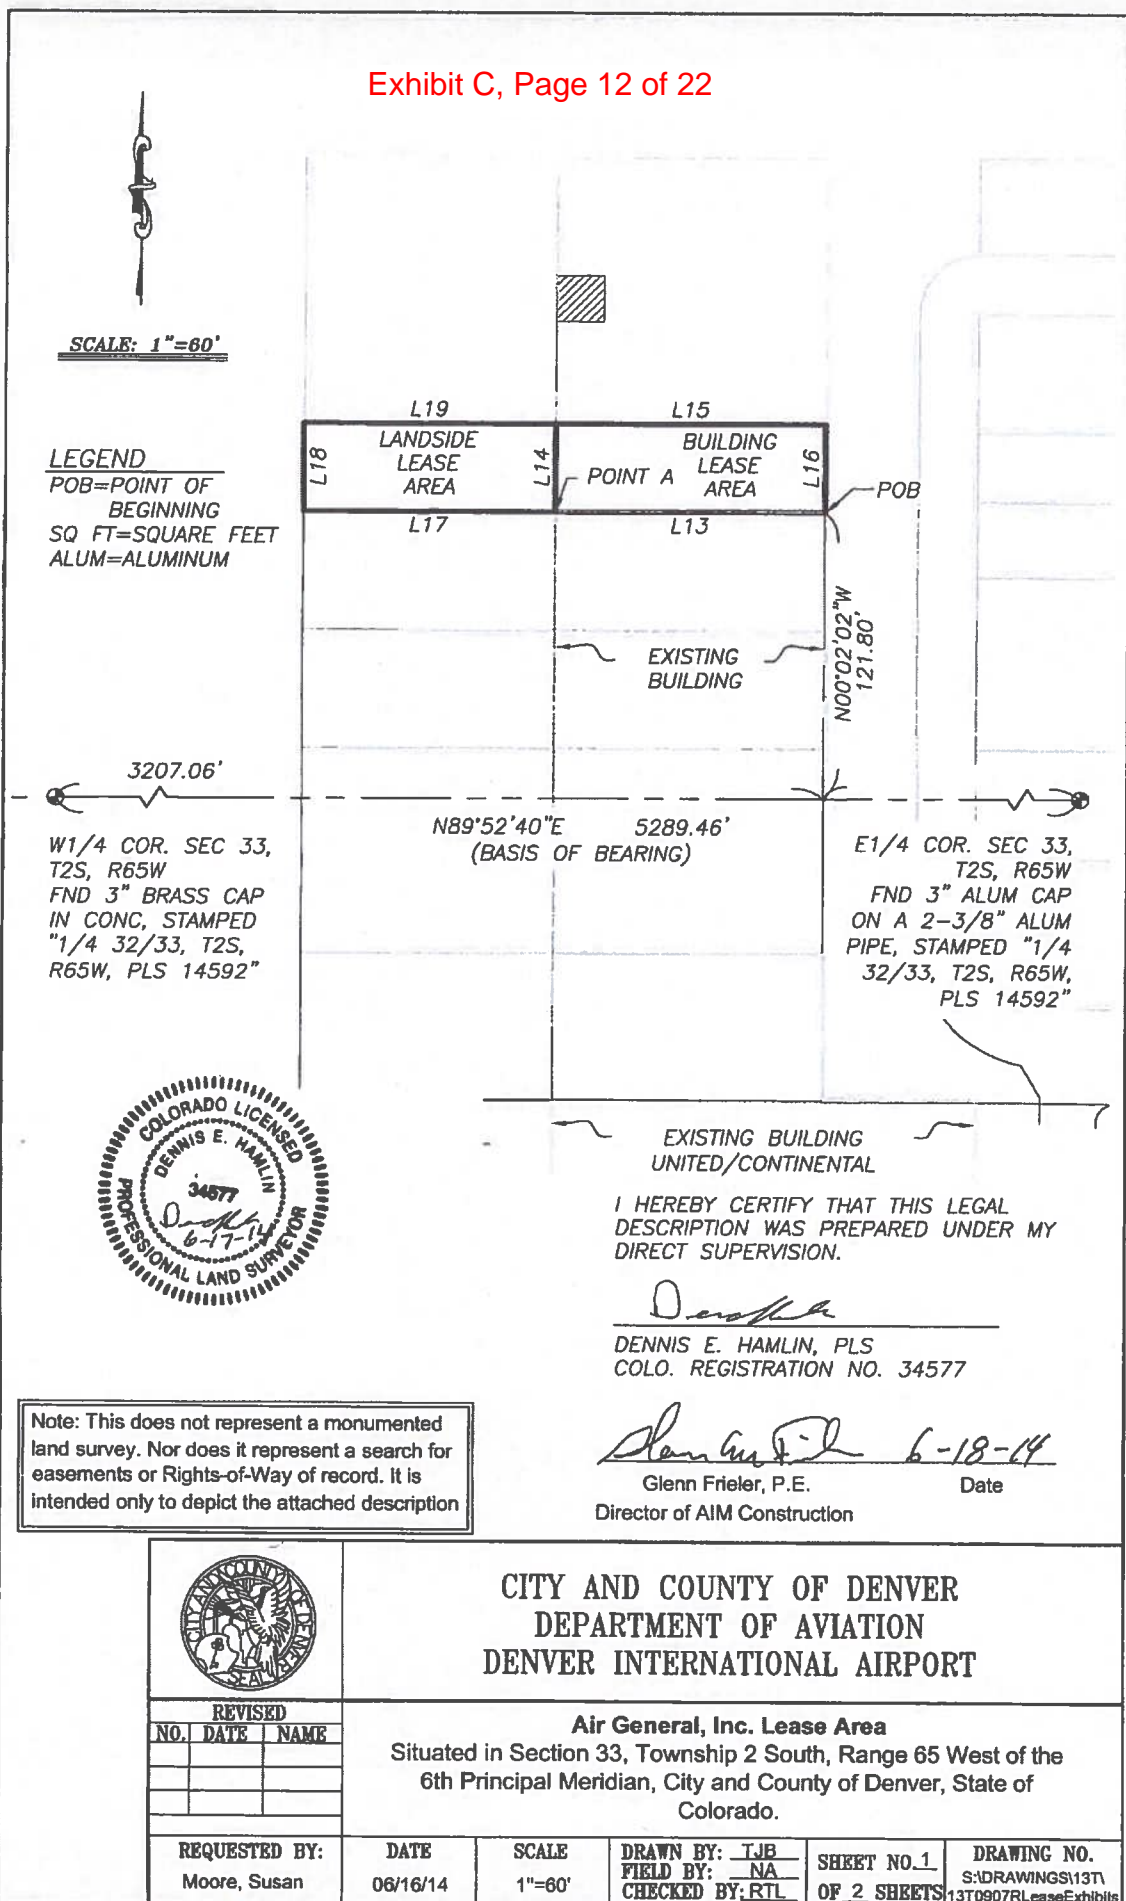 Exhibit C, Page 12 of 22
SCALE: 1"=60'
LEGEND
POB=POINT OF
BEGINNING
SQ FT=SQUARE FEET
ALUM=ALUMINUM
L19
L15
L18
LANDSIDE
LEASE
AREA
L14
POINT A
BUILDING
LEASE
AREA
L16
POB
L17
L13
EXISTING
BUILDING
N00°02'02"W
121.80'
3207.06'
N89°52'40"E 5289.46'
(BASIS OF BEARING)
W1/4 COR. SEC 33,
T2S, R65W
FND 3" BRASS CAP
IN CONC, STAMPED
"1/4 32/33, T2S,
R65W, PLS 14592"
E1/4 COR. SEC 33,
T2S, R65W
FND 3" ALUM CAP
ON A 2-3/8" ALUM
PIPE, STAMPED "1/4
32/33, T2S, R65W,
PLS 14592"
COLORADO LICENSED
DENNIS E. HAMLIN
34577
6-17-14
PROFESSIONAL LAND SURVEYOR
EXISTING BUILDING
UNITED/CONTINENTAL
I HEREBY CERTIFY THAT THIS LEGAL
DESCRIPTION WAS PREPARED UNDER MY
DIRECT SUPERVISION.
DENNIS E. HAMLIN, PLS
COLO. REGISTRATION NO. 34577
Note: This does not represent a monumented
land survey. Nor does it represent a search for
easements or Rights-of-Way of record. It is
intended only to depict the attached description
6-18-14
Glenn Frieler, P.E. Date
Director of AIM Construction
CITY AND COUNTY OF DENVER
SEAL
CITY AND COUNTY OF DENVER
DEPARTMENT OF AVIATION
DENVER INTERNATIONAL AIRPORT
REVISED
NO. DATE NAME
Air General, Inc. Lease Area
Situated in Section 33, Township 2 South, Range 65 West of the
6th Principal Meridian, City and County of Denver, State of
Colorado.
REQUESTED BY:
Moore, Susan
DATE
06/16/14
SCALE
1"=60'
DRAWN BY: TJB
FIELD BY: NA
CHECKED BY: RTL
SHEET NO. 1
OF 2 SHEETS
DRAWING NO.
S:\DRAWINGS\13T\
13T0907RLeaseExhibits